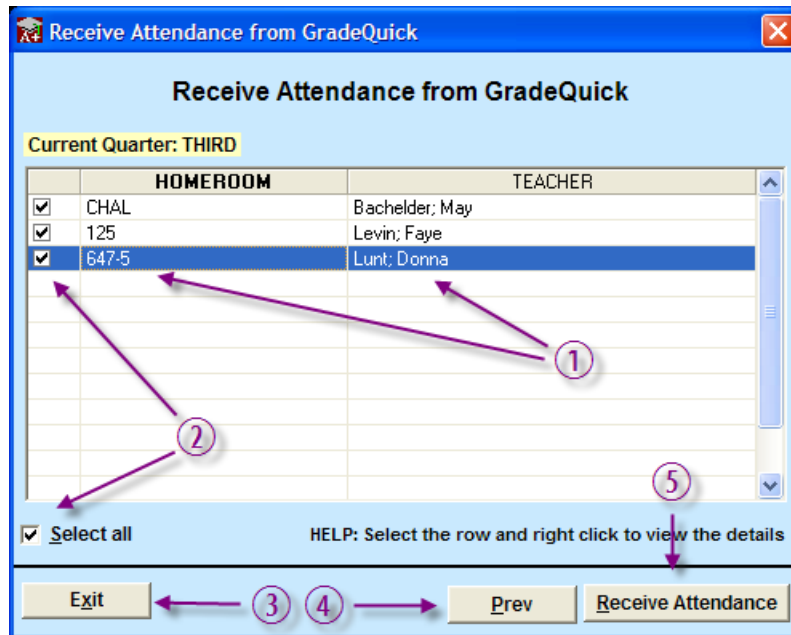 Receive Attendance from GradeQuick
Receive Attendance from GradeQuick
Current Quarter: THIRD
HOMEROOM TEACHER
CHAL Bachelder; May
125 Levin; Faye
647-5 Lunt; Donna
1
2
5
Select all HELP: Select the row and right click to view the details
Exit 3 4 Prev Receive Attendance